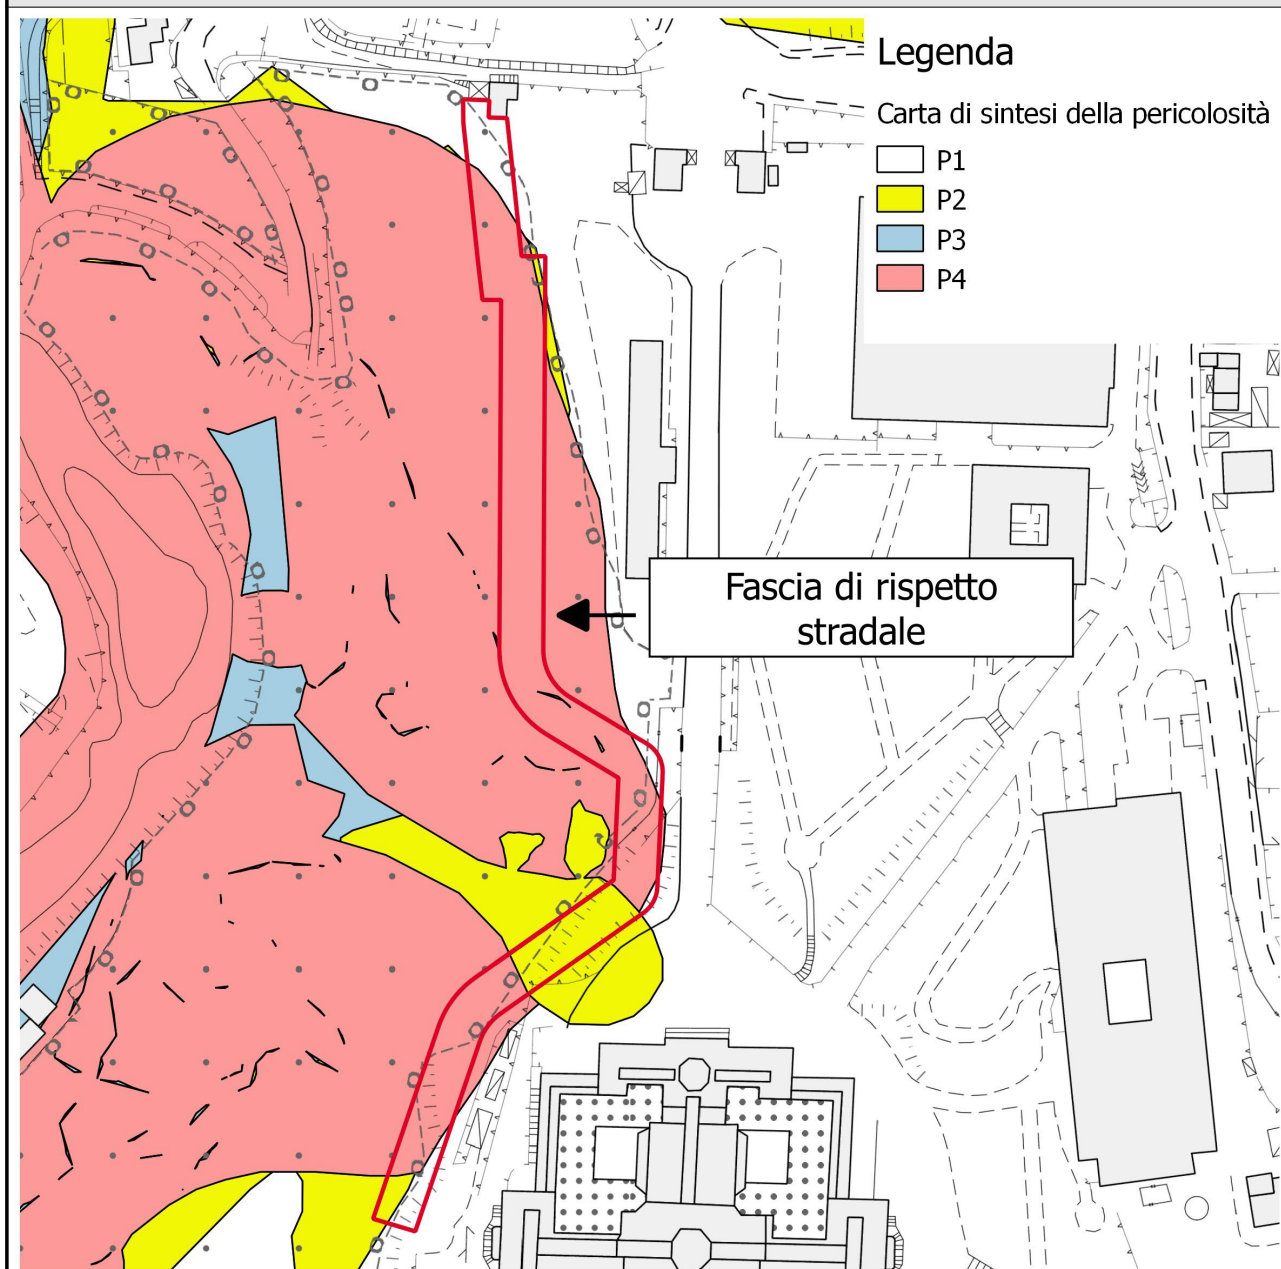 Legenda
Carta di sintesi della pericolosità
P1
P2
P3
P4
Fascia di rispetto
stradale